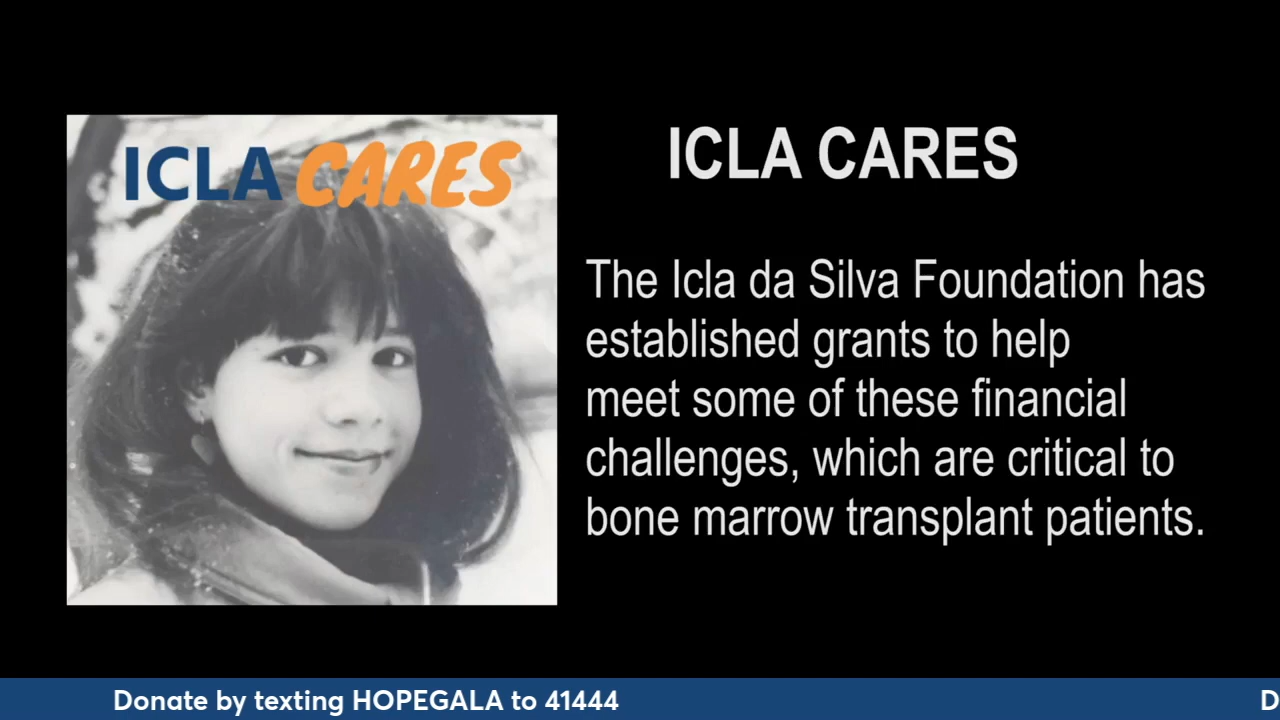 ICLA CARES
ICLA CARES
The Icla da Silva Foundation has
established grants to help
meet some of these financial
challenges, which are critical to
bone marrow transplant patients.
Donate by texting HOPEGALA to 41444
D